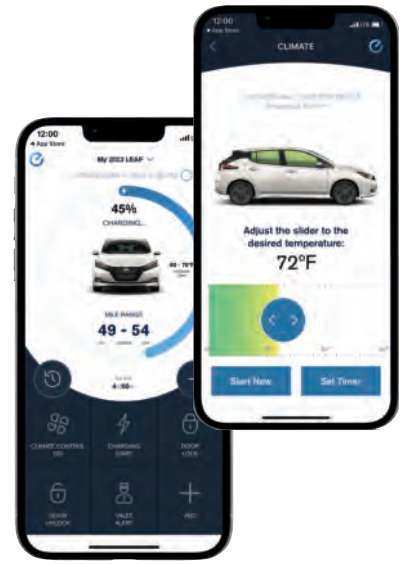 12:00
App Store
My 2023 LEAF
45%
CHARGING...
MILE RANGE
49 - 54
CLIMATE CONTROL
ON
CHARGING
START
DOOR
LOCK
DOOR
UNLOCK
VALET
ALERT
12:00
App Store
CLIMATE
Adjust the slider to the
desired temperature:
72°F
Start Now
Set Timer